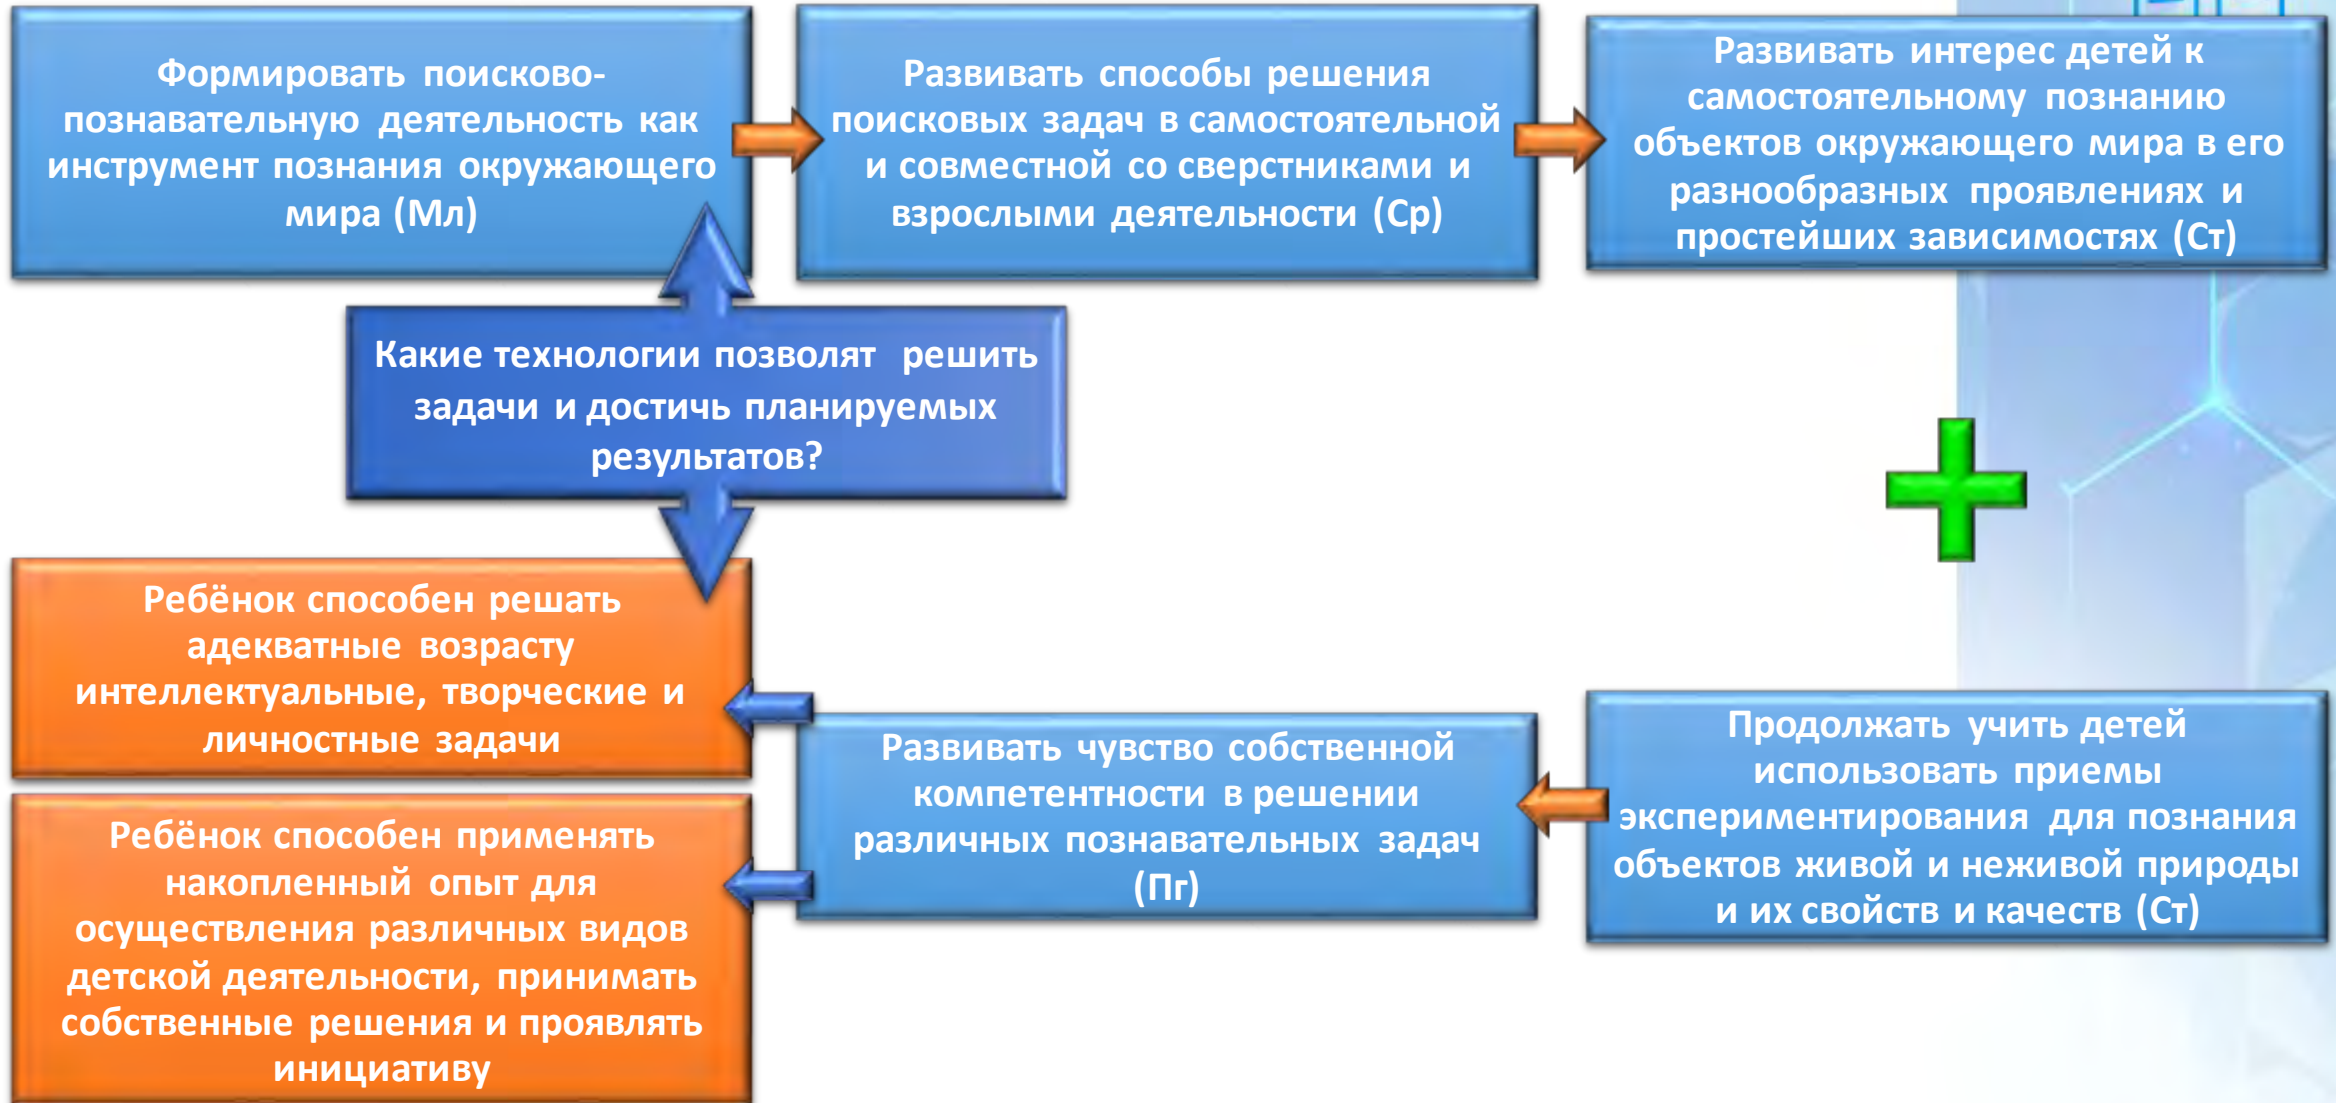 Формировать поисково-
познавательную деятельность как
инструмент познания окружающего
мира (Мл)
Развивать способы решения
поисковых задач в самостоятельной
и совместной со сверстниками и
взрослыми деятельности (Ср)
Развивать интерес детей к
самостоятельному познанию
объектов окружающего мира в его
разнообразных проявлениях и
простейших зависимостях (Ст)
Какие технологии позволят решить
задачи и достичь планируемых
результатов?
Ребёнок способен решать
адекватные возрасту
интеллектуальные, творческие и
личностные задачи
Развивать чувство собственной
компетентности в решении
различных познавательных задач
(Пг)
Продолжать учить детей
использовать приемы
экспериментирования для познания
объектов живой и неживой природы
и их свойств и качеств (Ст)
Ребёнок способен применять
накопленный опыт для
осуществления различных видов
детской деятельности, принимать
собственные решения и проявлять
инициативу